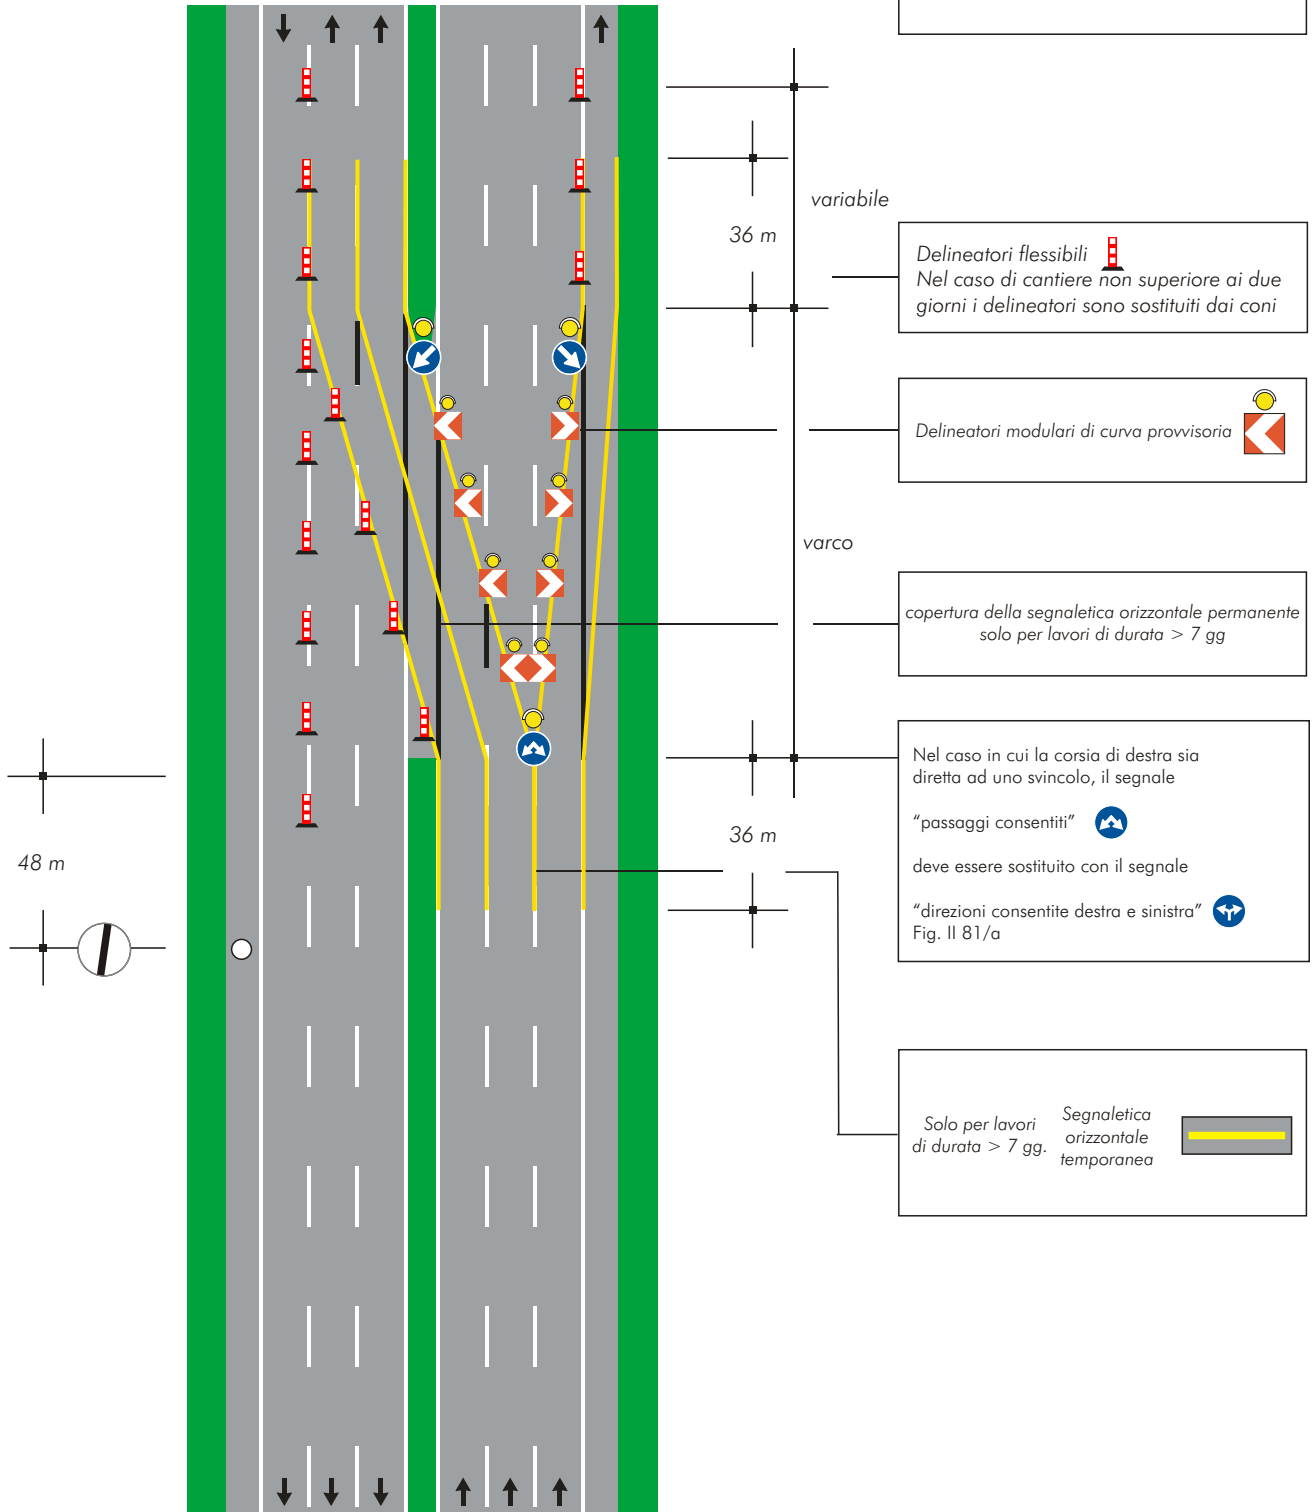 variabile
36 m
Delineatori flessibili
Nel caso di cantiere non superiore ai due
giorni i delineatori sono sostituiti dai coni
Delineatori modulari di curva provvisoria
varco
copertura della segnaletica orizzontale permanente
solo per lavori di durata > 7 gg
Nel caso in cui la corsia di destra sia
diretta ad uno svincolo, il segnale
“passaggi consentiti”
deve essere sostituito con il segnale
“direzioni consentite destra e sinistra”
Fig. II 81/a
36 m
48 m
Solo per lavori
di durata > 7 gg.
Segnaletica
orizzontale
temporanea